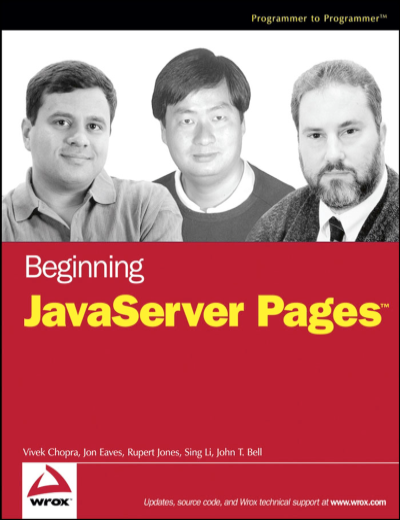 Programmer to Programmer™
Beginning
JavaServer Pages™
Vivek Chopra, Jon Eaves, Rupert Jones, Sing Li, John T. Bell
wrox™
Updates, source code, and Wrox technical support at www.wrox.com